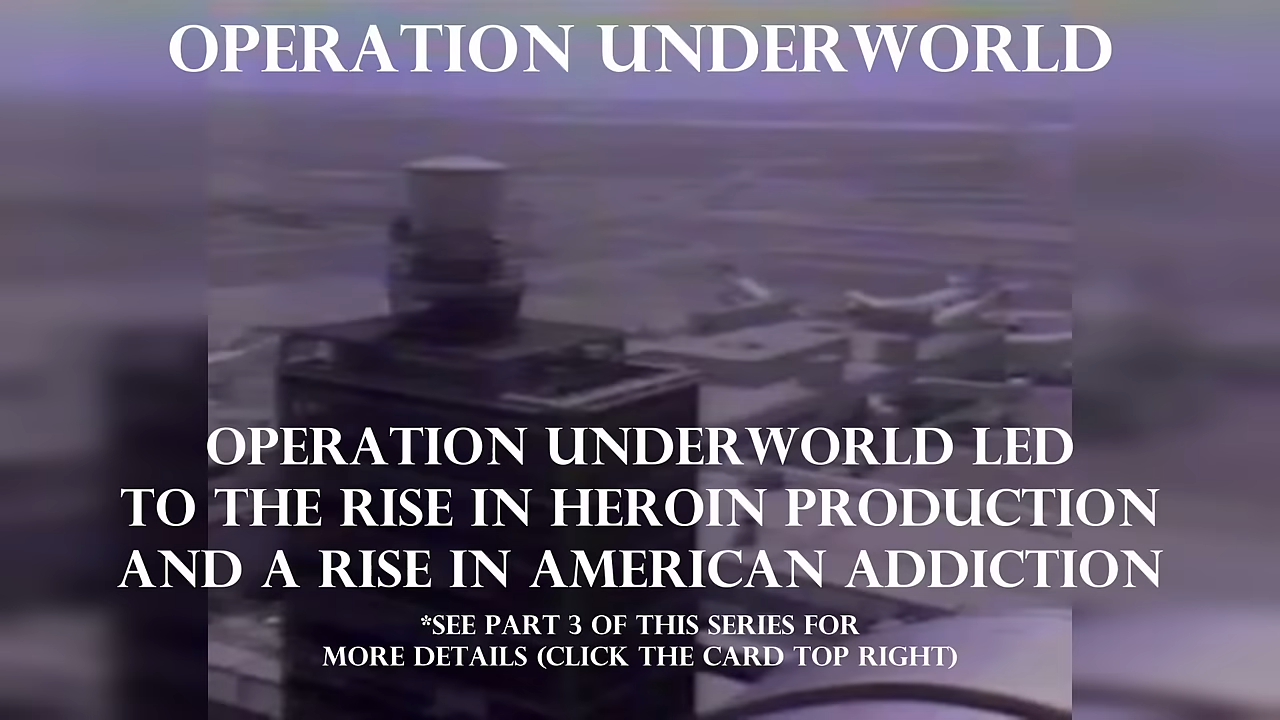 OPERATION UNDERWORLD
OPERATION UNDERWORLD LED
TO THE RISE IN HEROIN PRODUCTION
AND A RISE IN AMERICAN ADDICTION
*SEE PART 3 OF THIS SERIES FOR
MORE DETAILS (CLICK THE CARD TOP RIGHT)